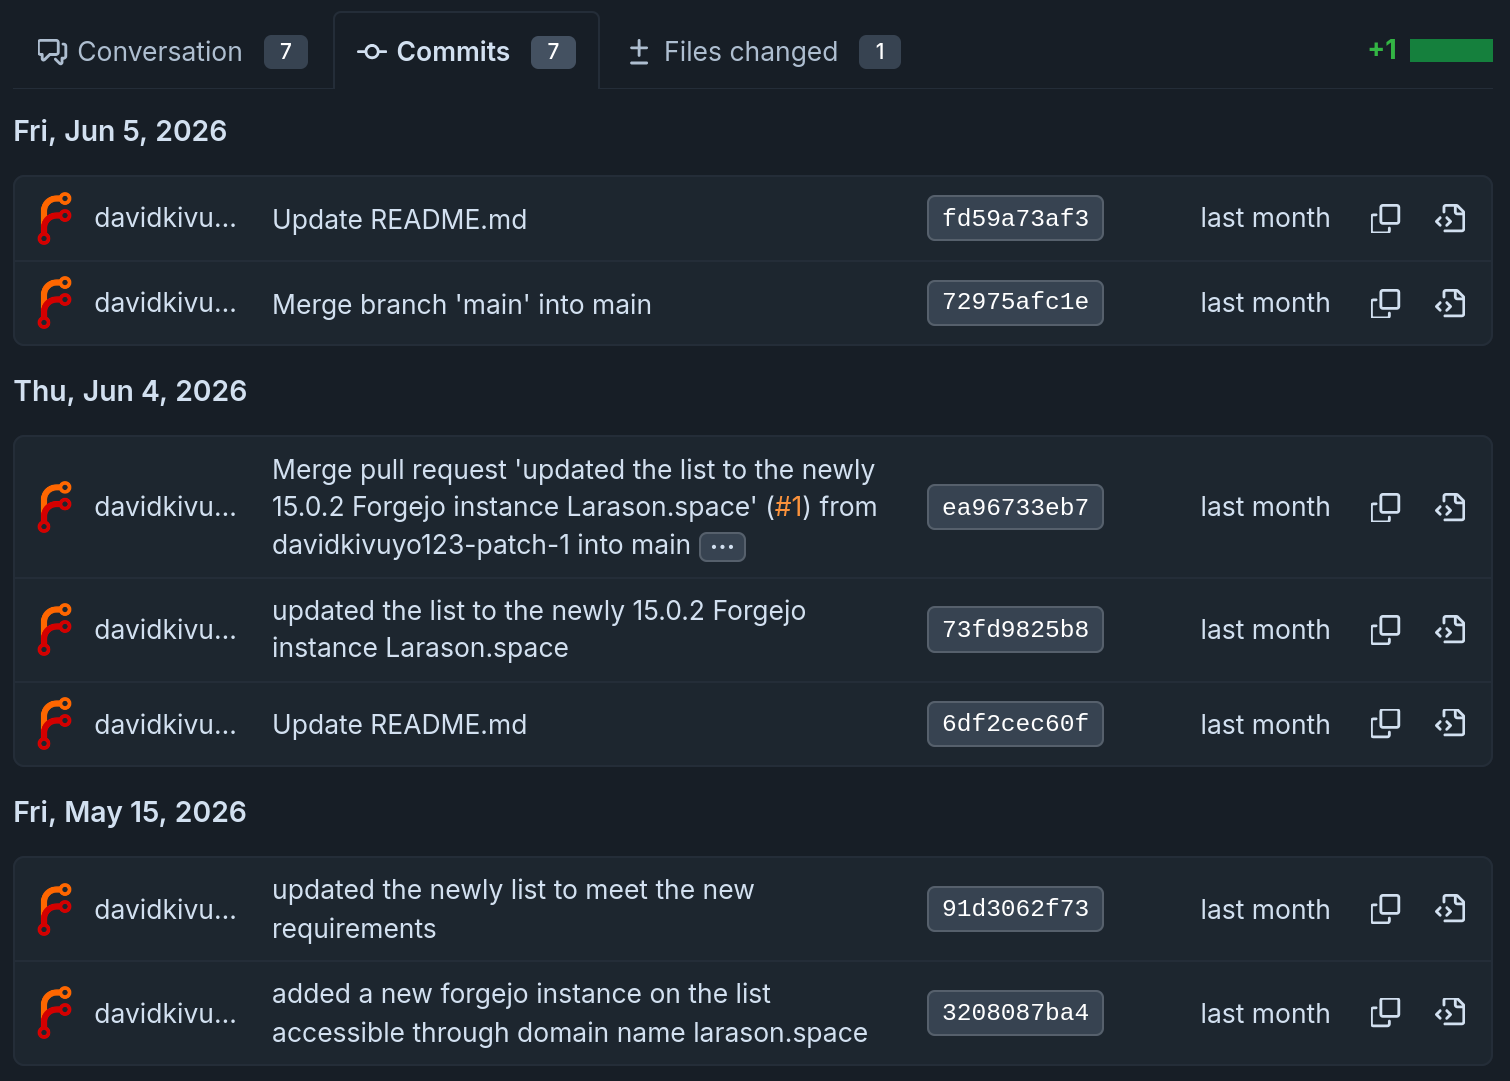 Conversation 7 Commits 7 Files changed 1 +1
Fri, Jun 5, 2026
davidkivu... Update README.md fd59a73af3 last month
davidkivu... Merge branch 'main' into main 72975afc1e last month
Thu, Jun 4, 2026
Merge pull request 'updated the list to the newly
davidkivu... 15.0.2 Forgejo instance Larason.space' (#1) from ea96733eb7 last month
davidkivuyo123-patch-1 into main ...
updated the list to the newly 15.0.2 Forgejo
davidkivu... instance Larason.space 73fd9825b8 last month
davidkivu... Update README.md 6df2cec60f last month
Fri, May 15, 2026
updated the newly list to meet the new
davidkivu... requirements 91d3062f73 last month
added a new forgejo instance on the list
davidkivu... accessible through domain name larason.space 3208087ba4 last month